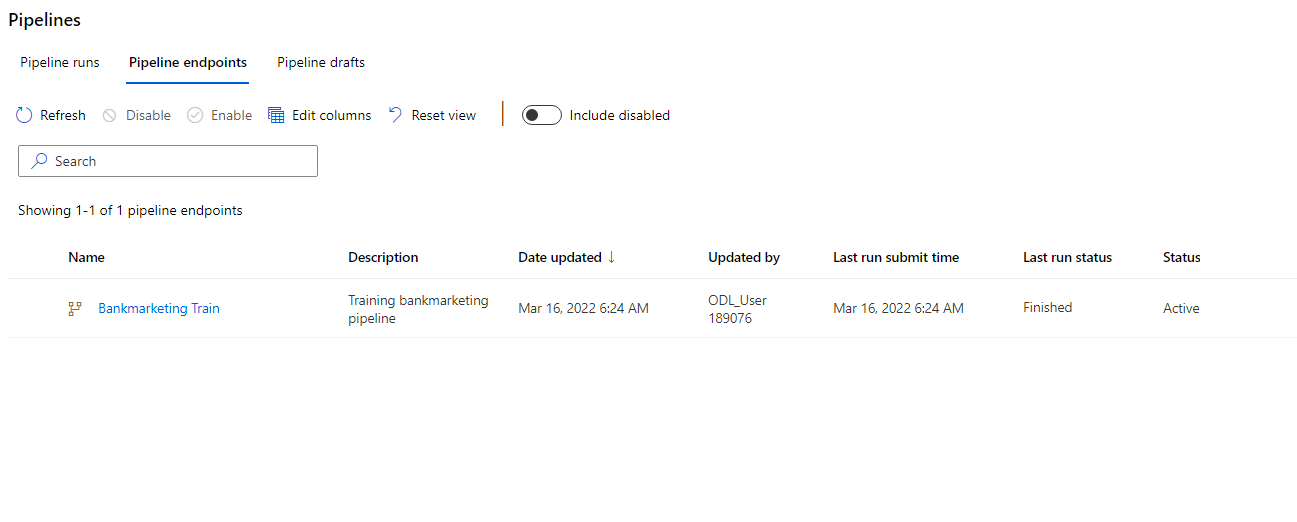 Pipelines
Pipeline runs Pipeline endpoints Pipeline drafts
Refresh Disable Enable Edit columns Reset view Include disabled
Search
Showing 1-1 of 1 pipeline endpoints
Name Description Date updated ↓ Updated by Last run submit time Last run status Status
Bankmarketing Train Training bankmarketing pipeline Mar 16, 2022 6:24 AM ODL_User 189076 Mar 16, 2022 6:24 AM Finished Active